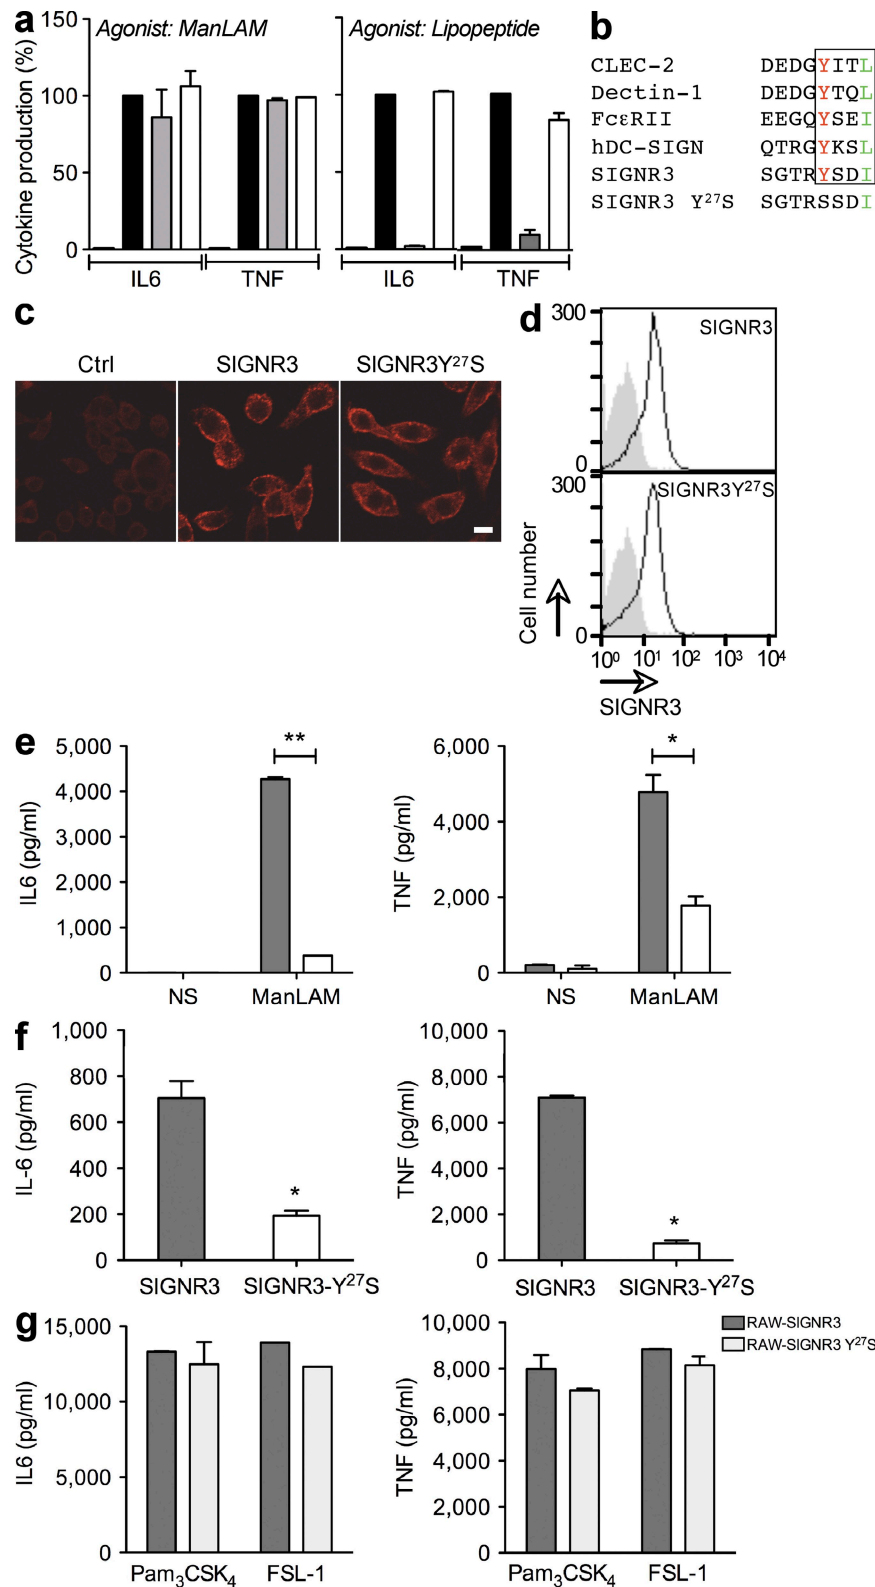 a
Cytokine production (%)
150
100
50
0
Agonist: ManLAM
Agonist: Lipopeptide
IL6
TNF
IL6
TNF
b
CLEC-2 DEDGYITL
Dectin-1 DEDGYTQL
FcεRII EEGQYSEI
hDC-SIGN QTRGYKSL
SIGNR3 SGTRYSDI
SIGNR3 Y²⁷S SGTRSSDI
c
Ctrl
SIGNR3
SIGNR3Y²⁷S
d
300
0
SIGNR3
300
0
SIGNR3Y²⁷S
Cell number
10⁰ 10¹ 10² 10³ 10⁴
SIGNR3
e
IL6 (pg/ml)
5,000
4,000
3,000
2,000
1,000
0
**
NS
ManLAM
TNF (pg/ml)
6,000
4,000
2,000
0
*
NS
ManLAM
f
IL-6 (pg/ml)
1,000
800
600
400
200
0
*
SIGNR3
SIGNR3-Y²⁷S
TNF (pg/ml)
10,000
8,000
6,000
4,000
2,000
0
*
SIGNR3
SIGNR3-Y²⁷S
g
IL6 (pg/ml)
15,000
10,000
5,000
0
Pam₃CSK₄
FSL-1
TNF (pg/ml)
10,000
8,000
6,000
4,000
2,000
0
Pam₃CSK₄
FSL-1
RAW-SIGNR3
RAW-SIGNR3 Y²⁷S